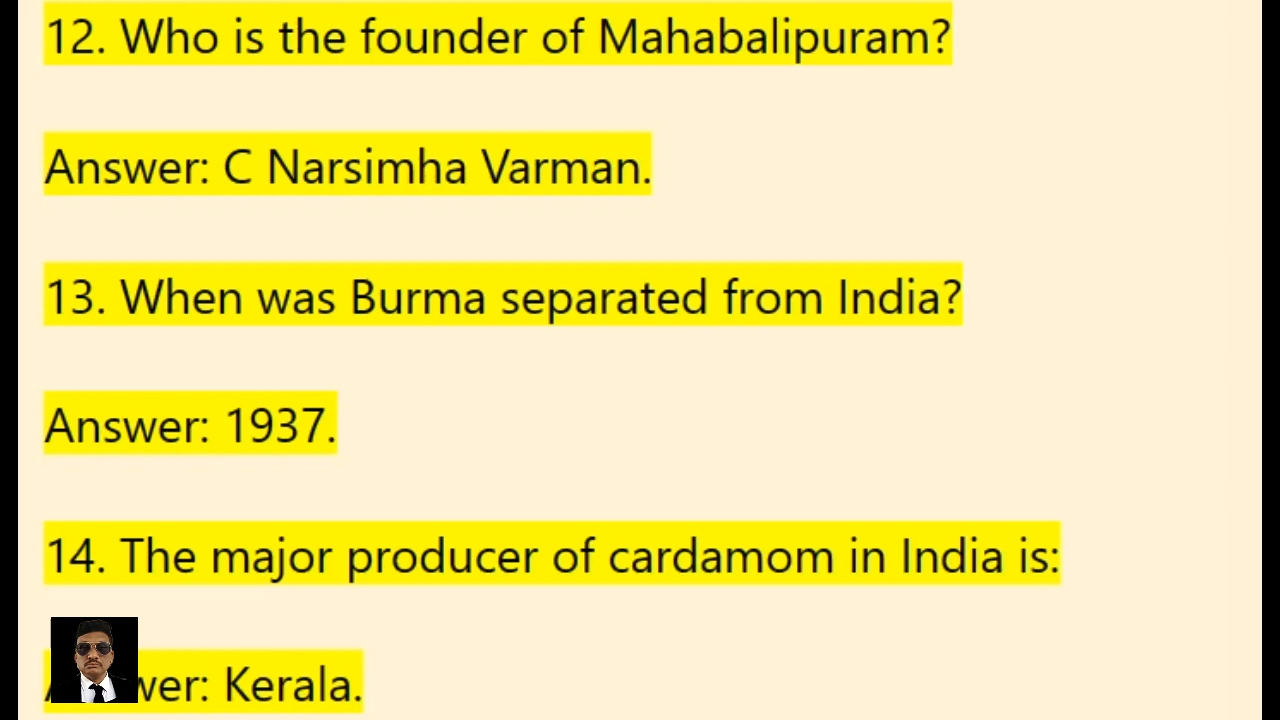 12. Who is the founder of Mahabalipuram?
Answer: C Narsimha Varman.
13. When was Burma separated from India?
Answer: 1937.
14. The major producer of cardamom in India is:
wer: Kerala.